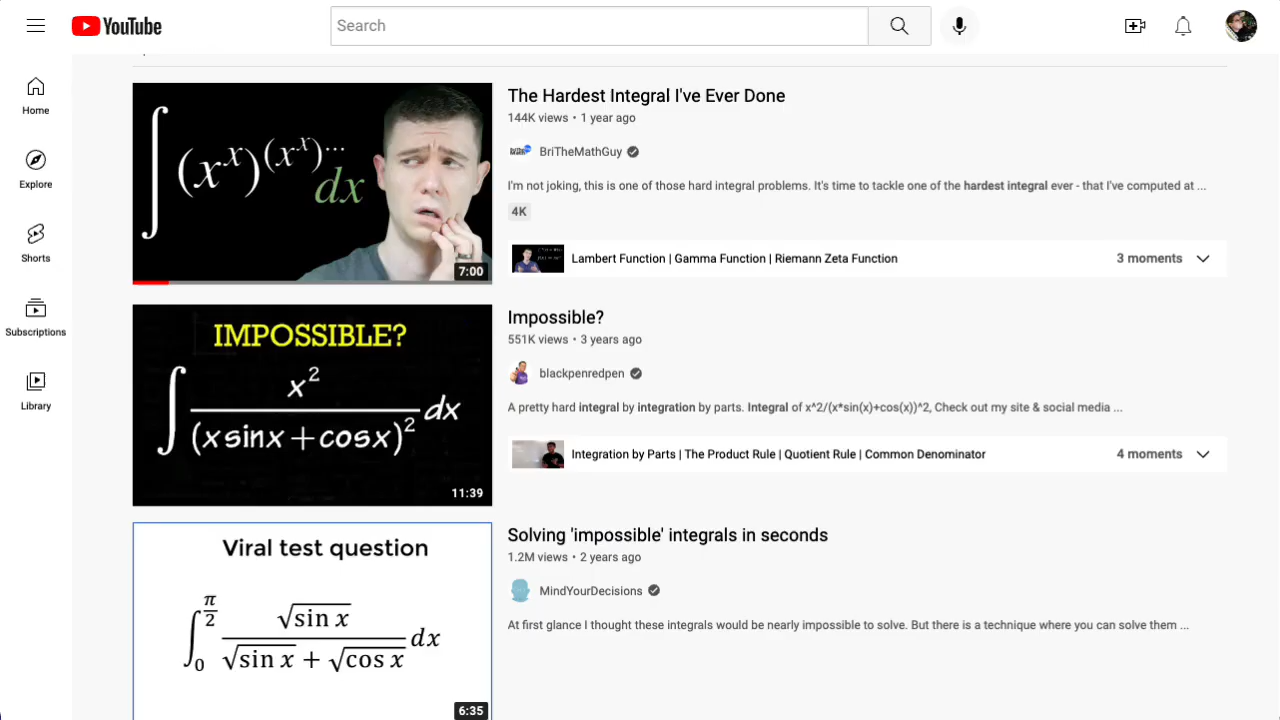 YouTube
Search
Home
Explore
Shorts
Subscriptions
Library
∫ (x^x)^(x^x)^... dx
7:00
The Hardest Integral I've Ever Done
144K views • 1 year ago
BriTheMathGuy
I'm not joking, this is one of those hard integral problems. It's time to tackle one of the hardest integral ever - that I've computed at ...
4K
Lambert Function | Gamma Function | Riemann Zeta Function
3 moments
IMPOSSIBLE?
∫ x² / (x sinx + cosx)² dx
11:39
Impossible?
551K views • 3 years ago
blackpenredpen
A pretty hard integral by integration by parts. Integral of x^2/(x*sin(x)+cos(x))^2, Check out my site & social media ...
Integration by Parts | The Product Rule | Quotient Rule | Common Denominator
4 moments
Viral test question
∫₀^(π/2) √sin x / (√sin x + √cos x) dx
6:35
Solving 'impossible' integrals in seconds
1.2M views • 2 years ago
MindYourDecisions
At first glance I thought these integrals would be nearly impossible to solve. But there is a technique where you can solve them ...